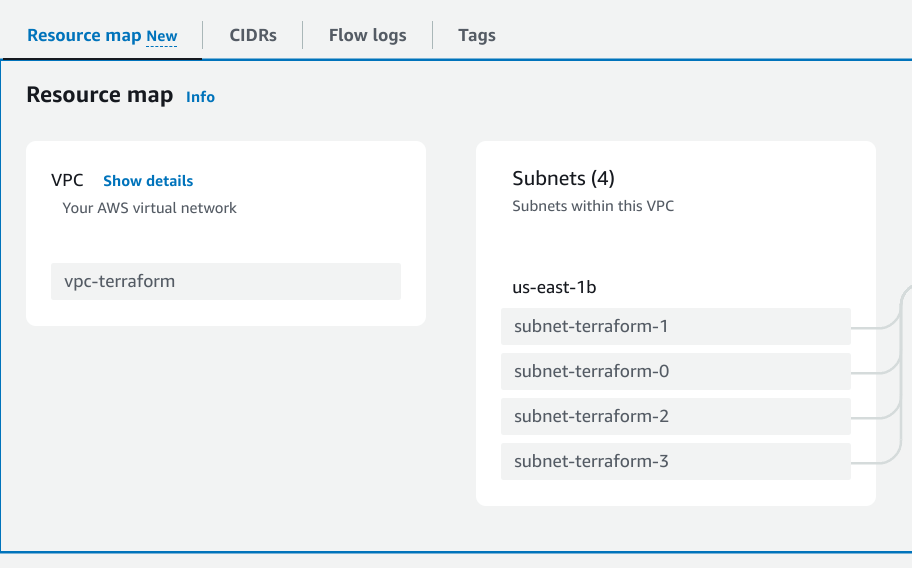 Resource map New
CIDRs
Flow logs
Tags
Resource map Info
VPC Show details
Your AWS virtual network
vpc-terraform
Subnets (4)
Subnets within this VPC
us-east-1b
subnet-terraform-1
subnet-terraform-0
subnet-terraform-2
subnet-terraform-3